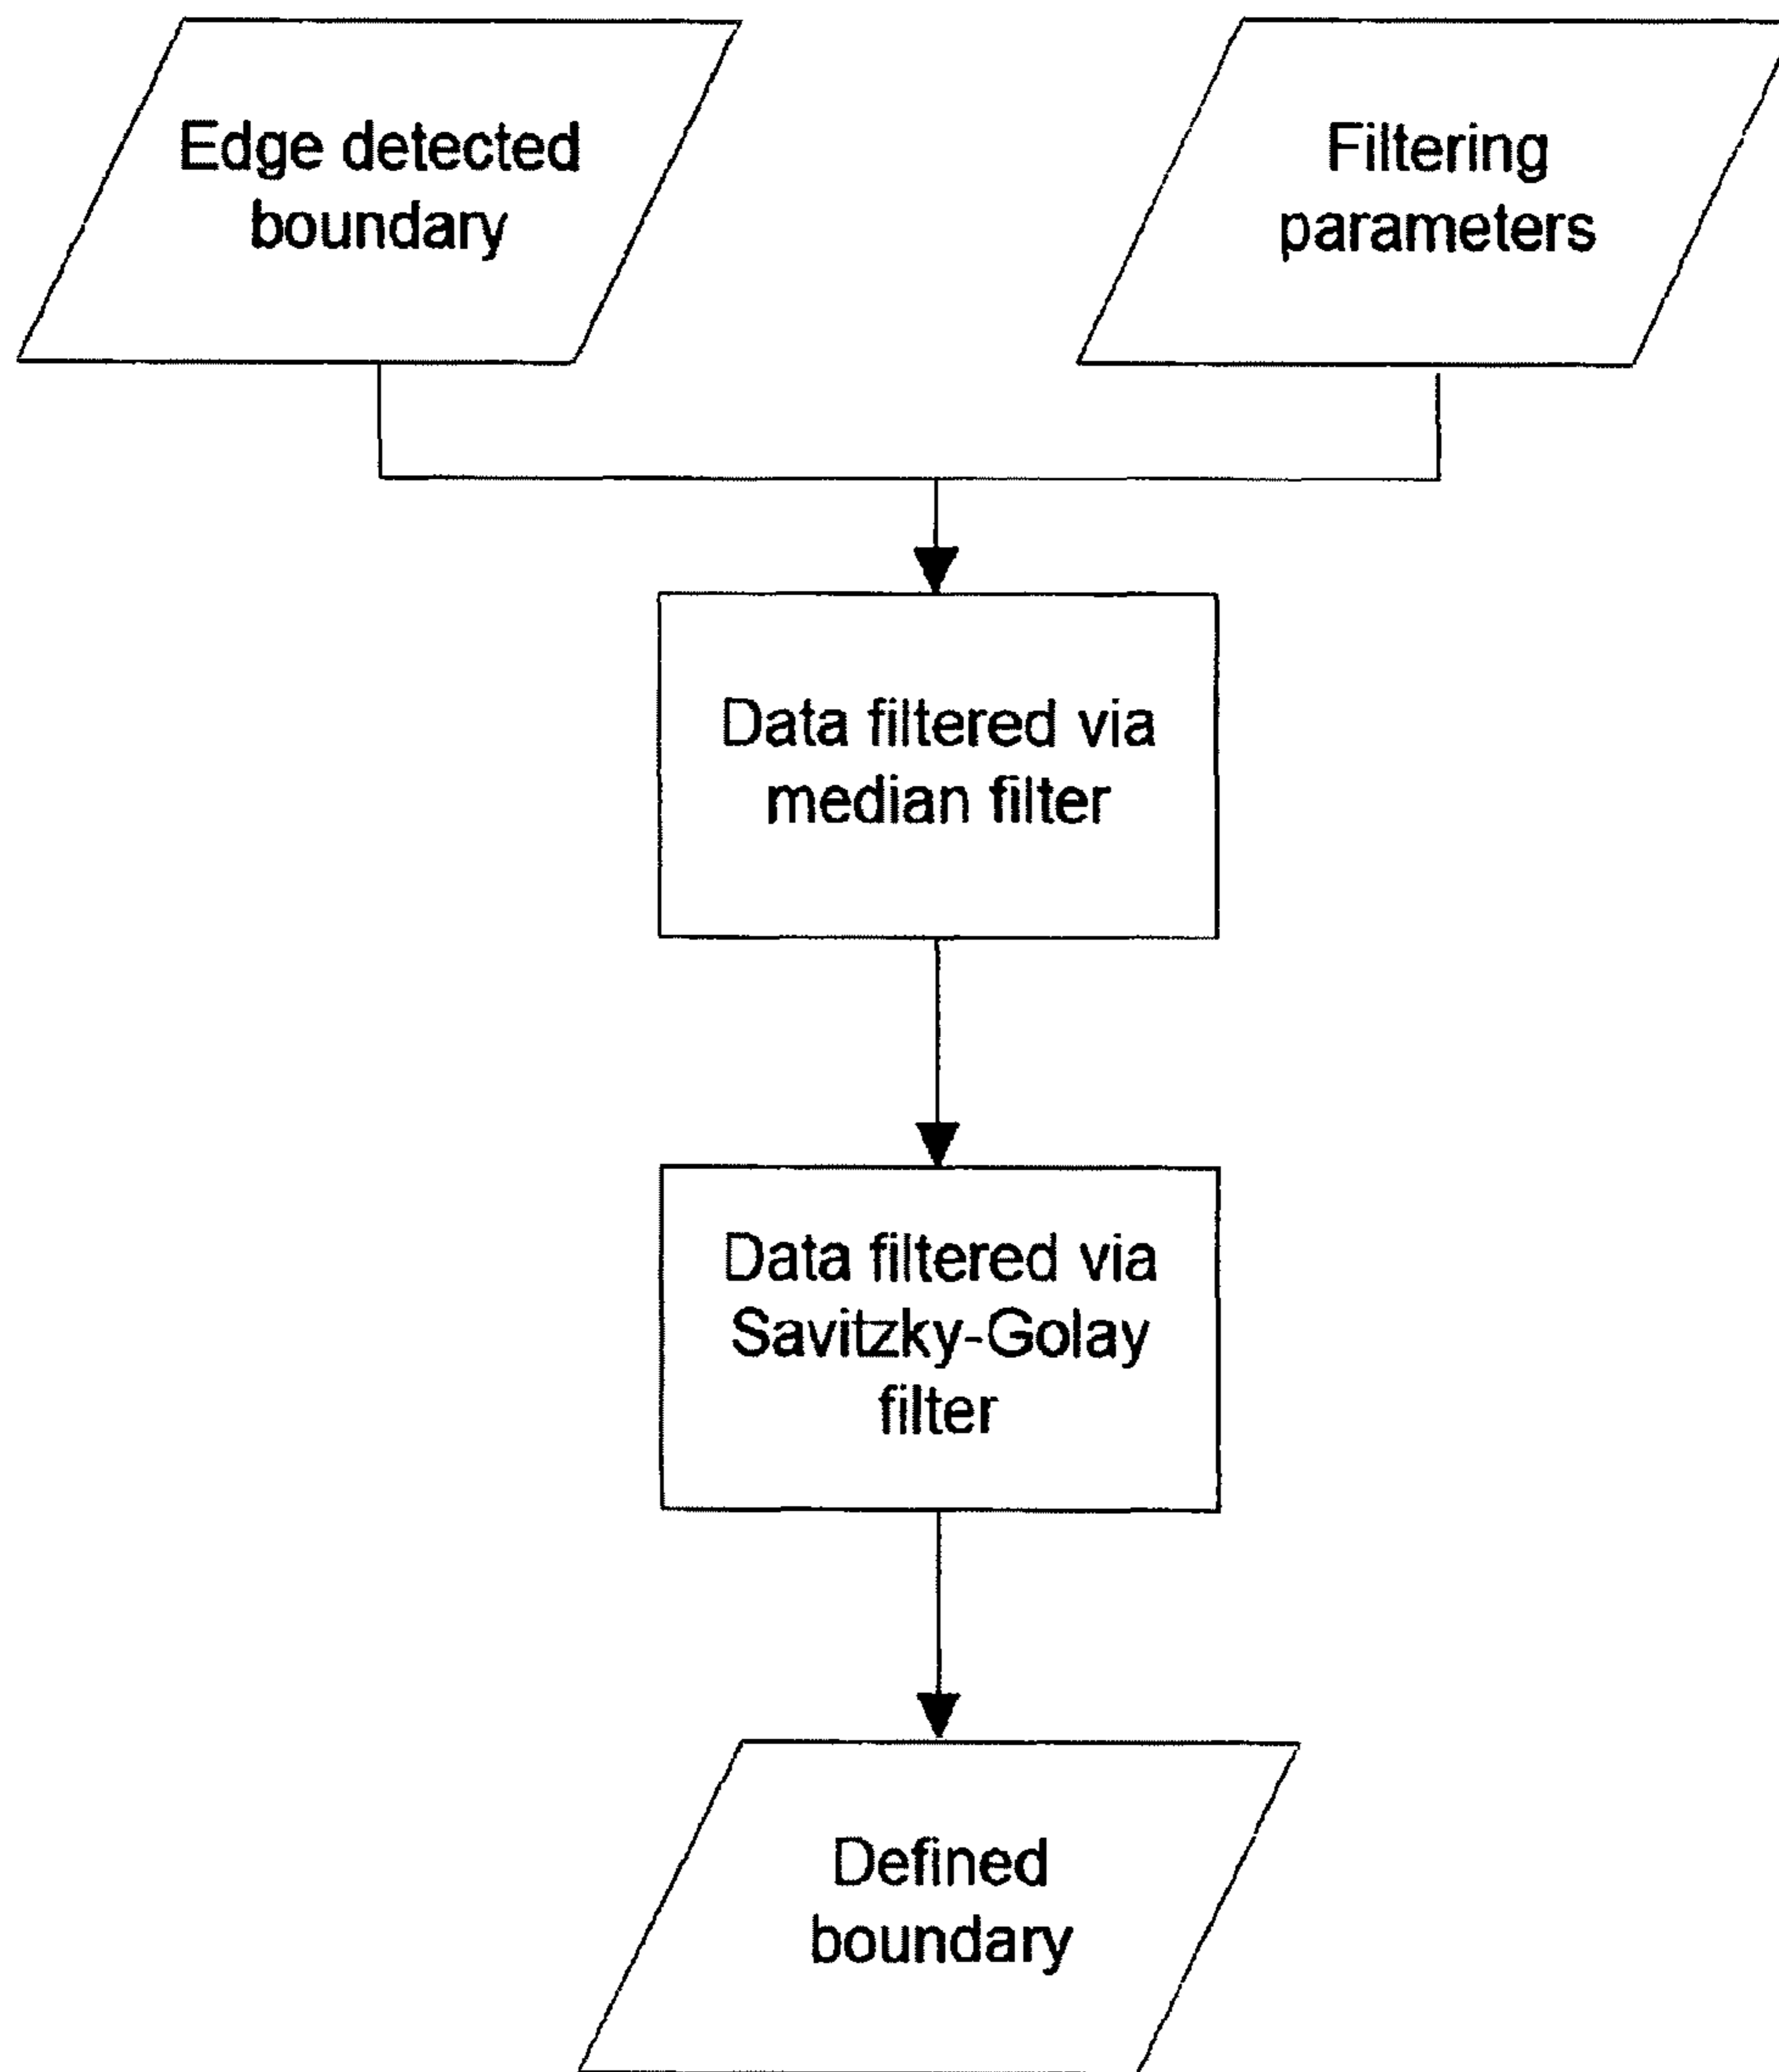 Edge detected
boundary
Filtering
parameters
Data filtered via
median filter
Data filtered via
Savitzky-Golay
filter
Defined
boundary